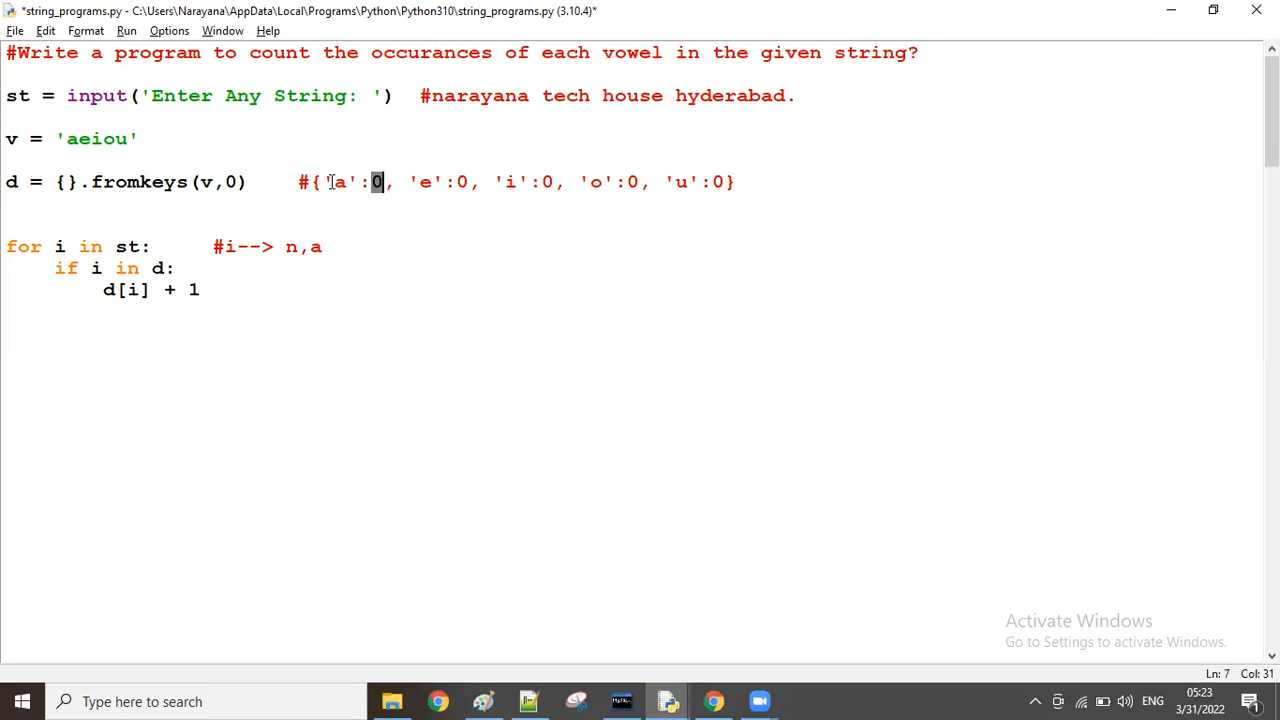 *string_programs.py - C:\Users\Narayana\AppData\Local\Programs\Python\Python310\string_programs.py (3.10.4)*
File Edit Format Run Options Window Help
#Write a program to count the occurances of each vowel in the given string?
st = input('Enter Any String: ') #narayana tech house hyderabad.
v = 'aeiou'
d = {}.fromkeys(v,0) #{'a':0, 'e':0, 'i':0, 'o':0, 'u':0}
for i in st: #i--> n,a
if i in d:
d[i] + 1
Activate Windows
Go to Settings to activate Windows.
Ln: 7 Col: 31
Type here to search
ENG
05:23
3/31/2022
1